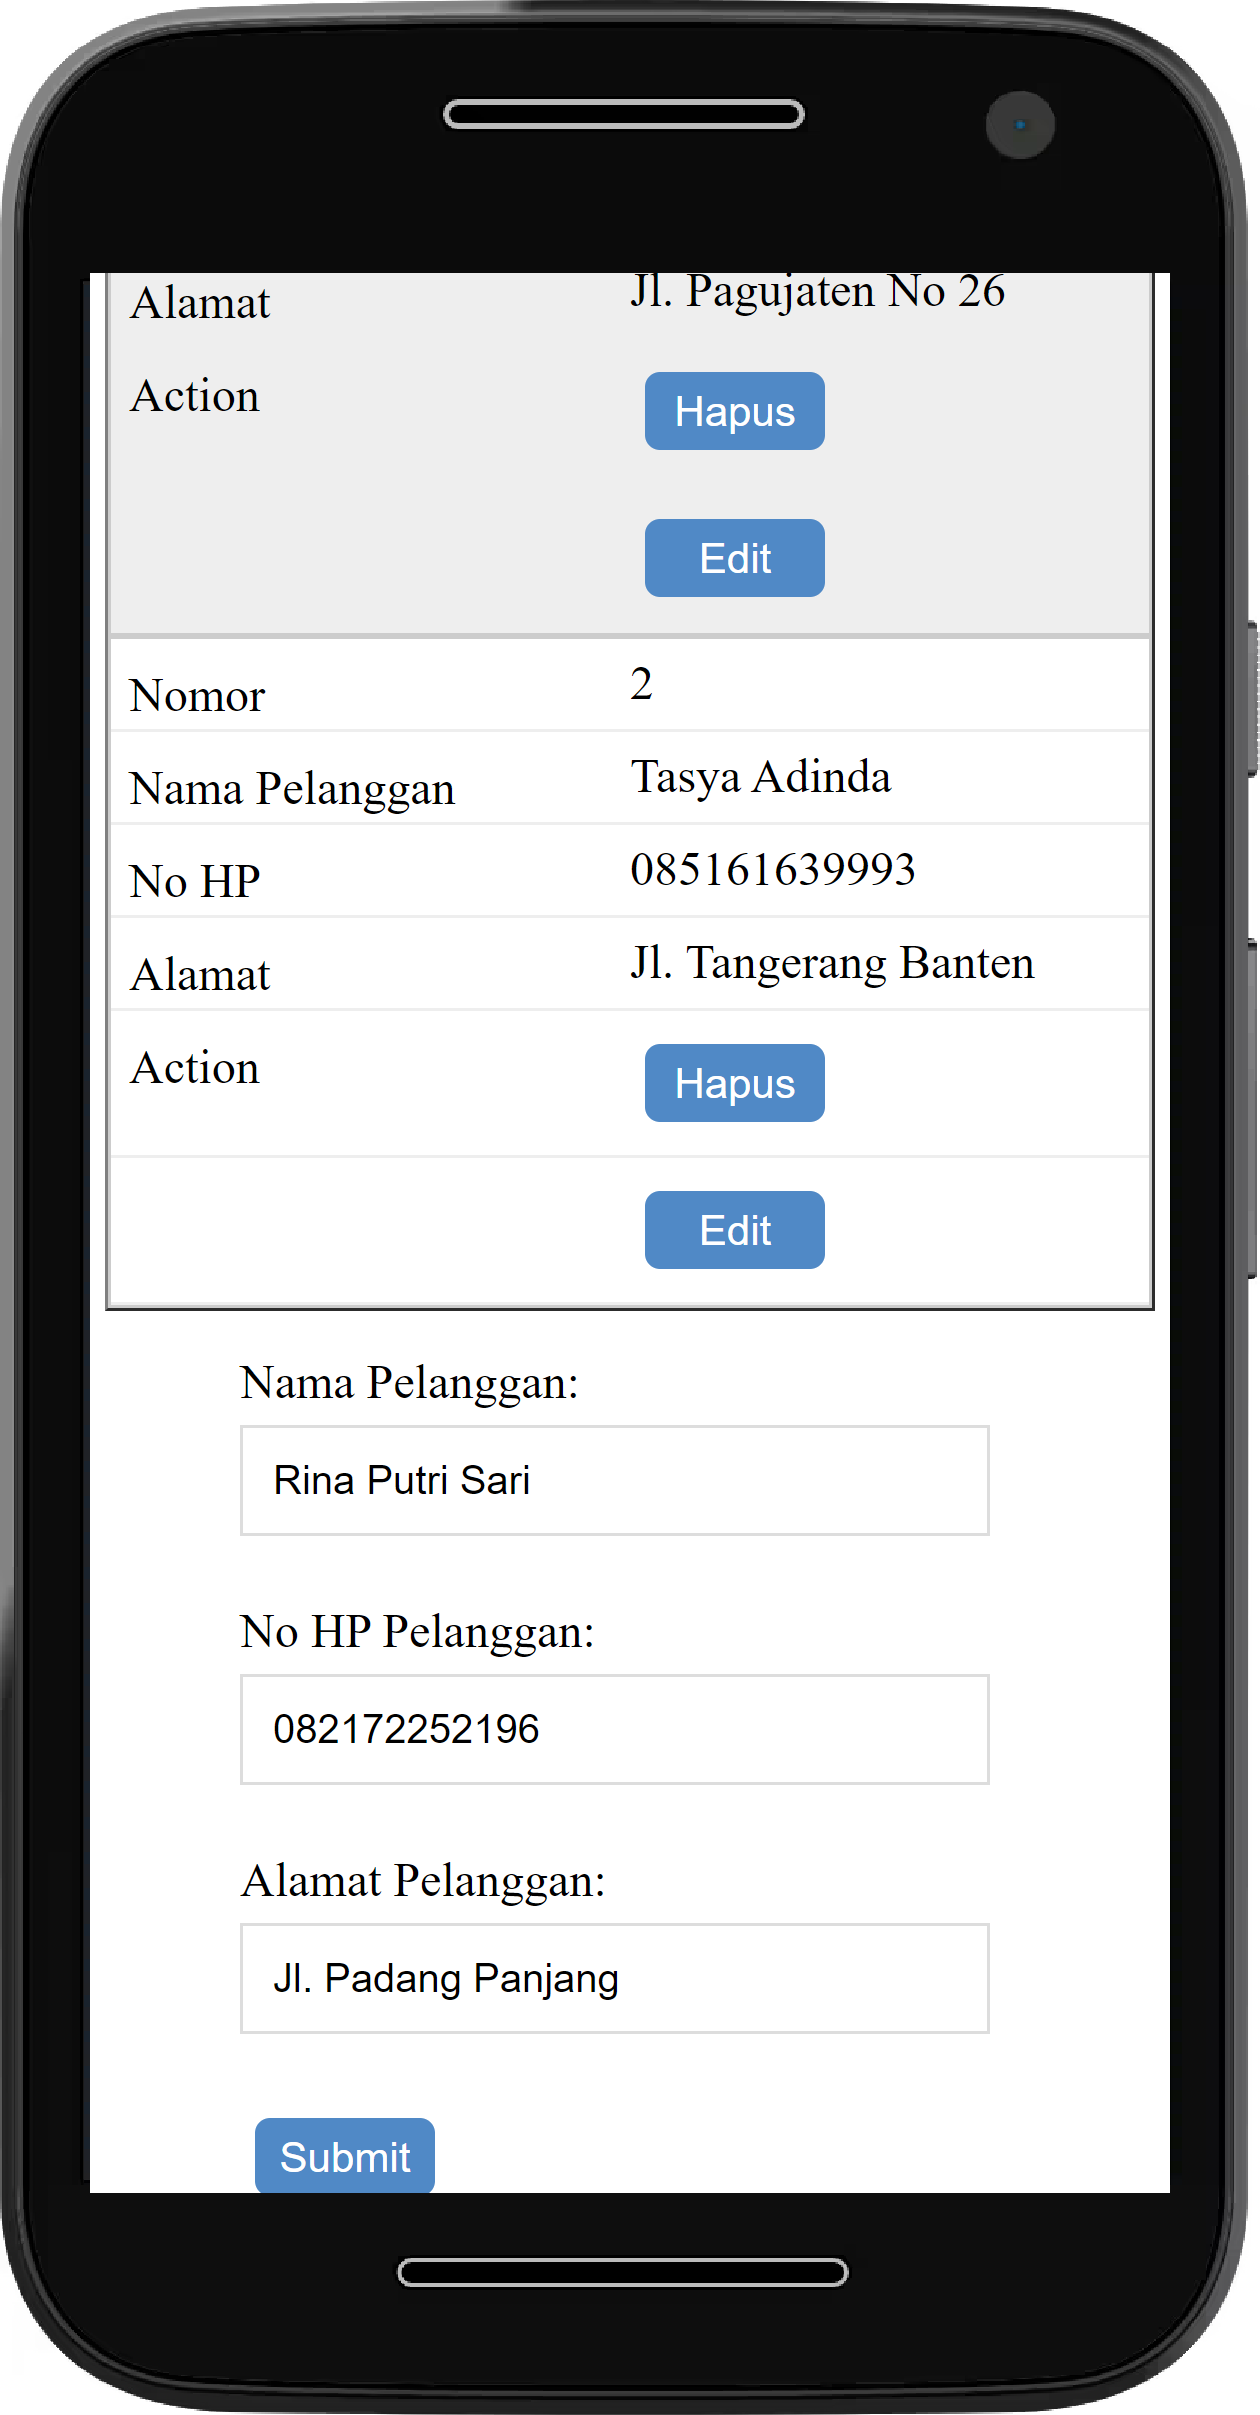 Alamat Jl. Pagujaten No 26
Action Hapus
Edit
Nomor 2
Nama Pelanggan Tasya Adinda
No HP 085161639993
Alamat Jl. Tangerang Banten
Action Hapus
Edit
Nama Pelanggan:
Rina Putri Sari
No HP Pelanggan:
082172252196
Alamat Pelanggan:
Jl. Padang Panjang
Submit